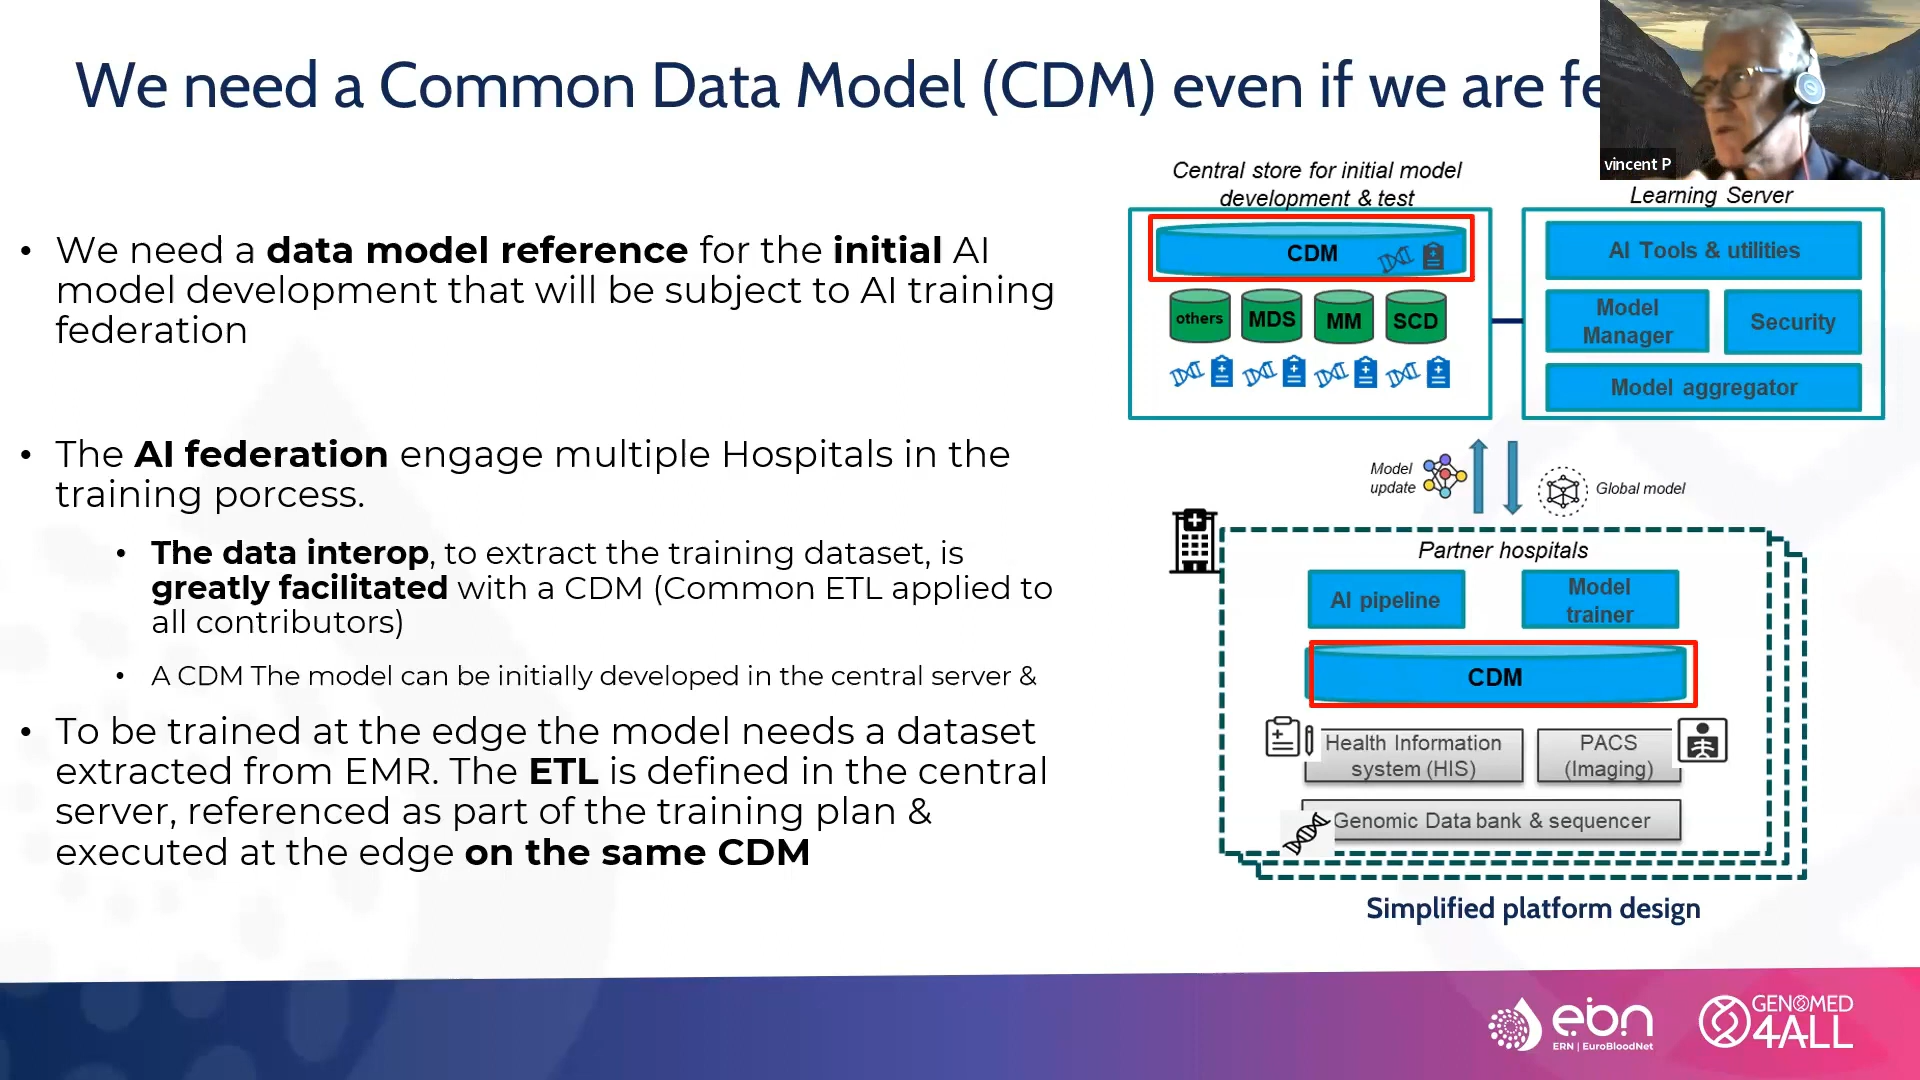 We need a Common Data Model (CDM) even if we are fe
vincent P
• We need a data model reference for the initial AI
model development that will be subject to AI training
federation
• The AI federation engage multiple Hospitals in the
training porcess.
• The data interop, to extract the training dataset, is
greatly facilitated with a CDM (Common ETL applied to
all contributors)
• A CDM The model can be initially developed in the central server &
• To be trained at the edge the model needs a dataset
extracted from EMR. The ETL is defined in the central
server, referenced as part of the training plan &
executed at the edge on the same CDM
Central store for initial model
development & test
CDM
others MDS MM SCD
Learning Server
AI Tools & utilities
Model
Manager
Security
Model aggregator
Model
update
Global model
Partner hospitals
AI pipeline
Model
trainer
CDM
Health Information
system (HIS)
PACS
(Imaging)
Genomic Data bank & sequencer
Simplified platform design
ebn
ERN | EuroBloodNet
GENOMED
4ALL